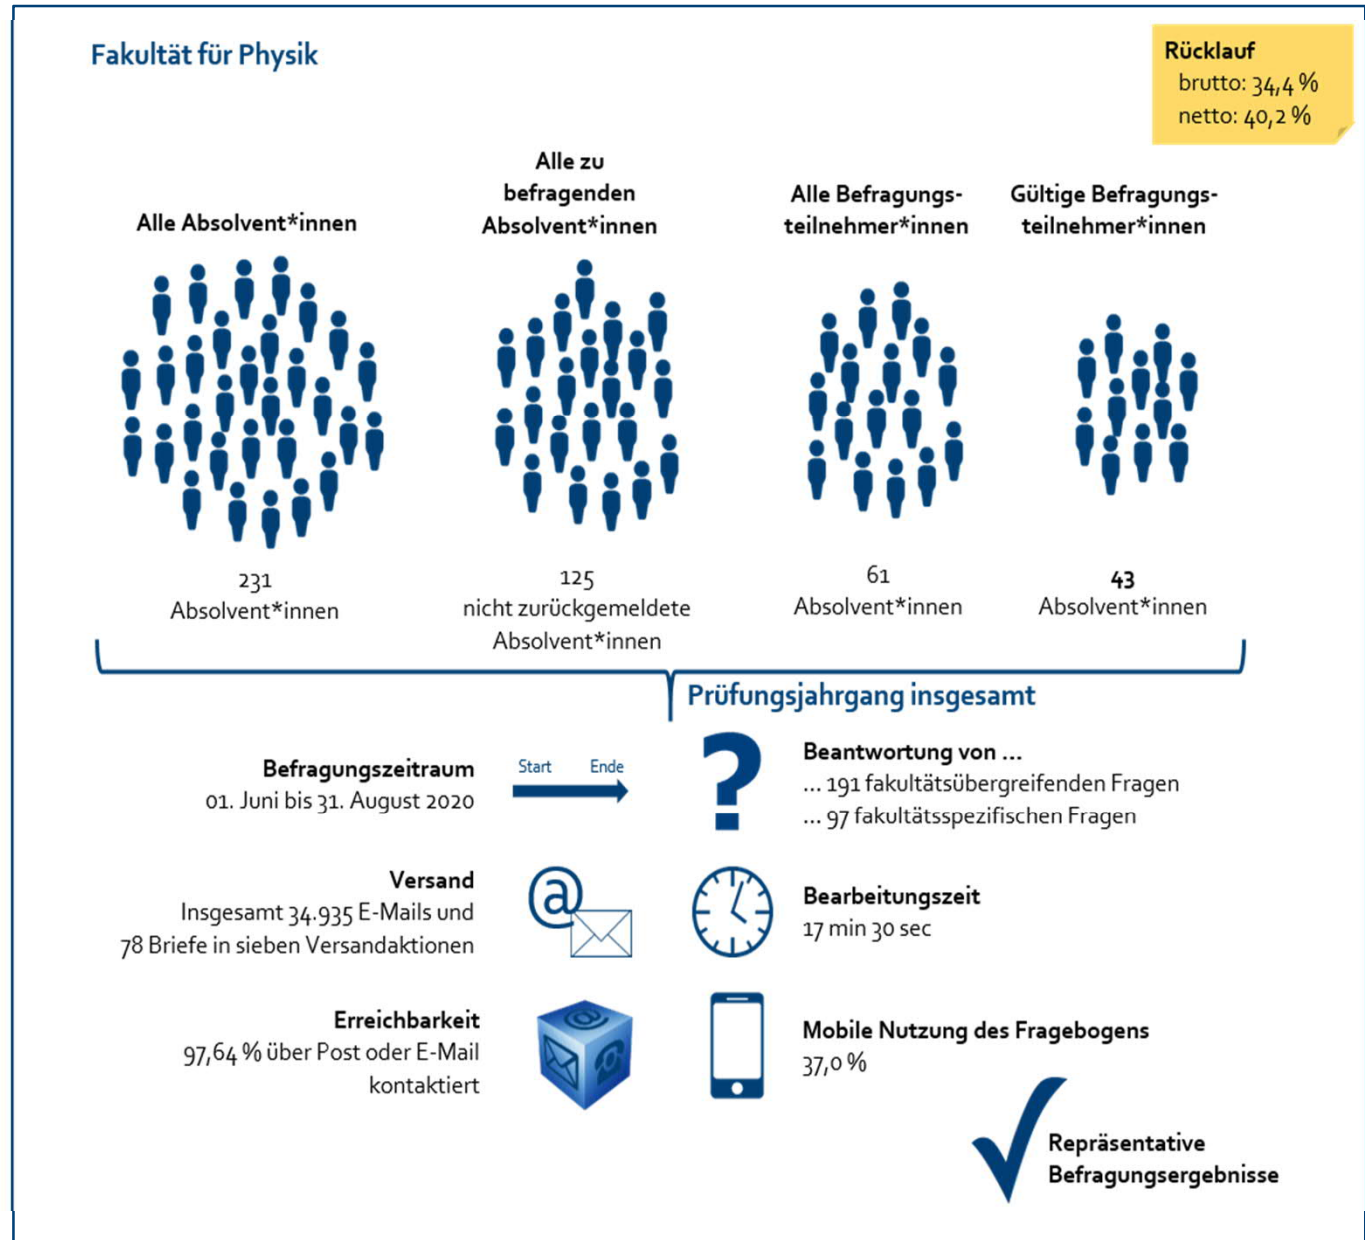 Fakultät für Physik
Rücklauf
brutto: 34,4 %
netto: 40,2 %
Alle Absolvent*innen
Alle zu
befragenden
Absolvent*innen
Alle Befragungs-
teilnehmer*innen
Gültige Befragungs-
teilnehmer*innen
231
Absolvent*innen
125
nicht zurückgemeldete
Absolvent*innen
61
Absolvent*innen
43
Absolvent*innen
Prüfungsjahrgang insgesamt
Befragungszeitraum
01. Juni bis 31. August 2020
Start Ende
?
Beantwortung von ...
... 191 fakultätsübergreifenden Fragen
... 97 fakultätsspezifischen Fragen
Versand
Insgesamt 34.935 E-Mails und
78 Briefe in sieben Versandaktionen
@
Bearbeitungszeit
17 min 30 sec
Erreichbarkeit
97,64 % über Post oder E-Mail
kontaktiert
@
Mobile Nutzung des Fragebogens
37,0 %
Repräsentative
Befragungsergebnisse